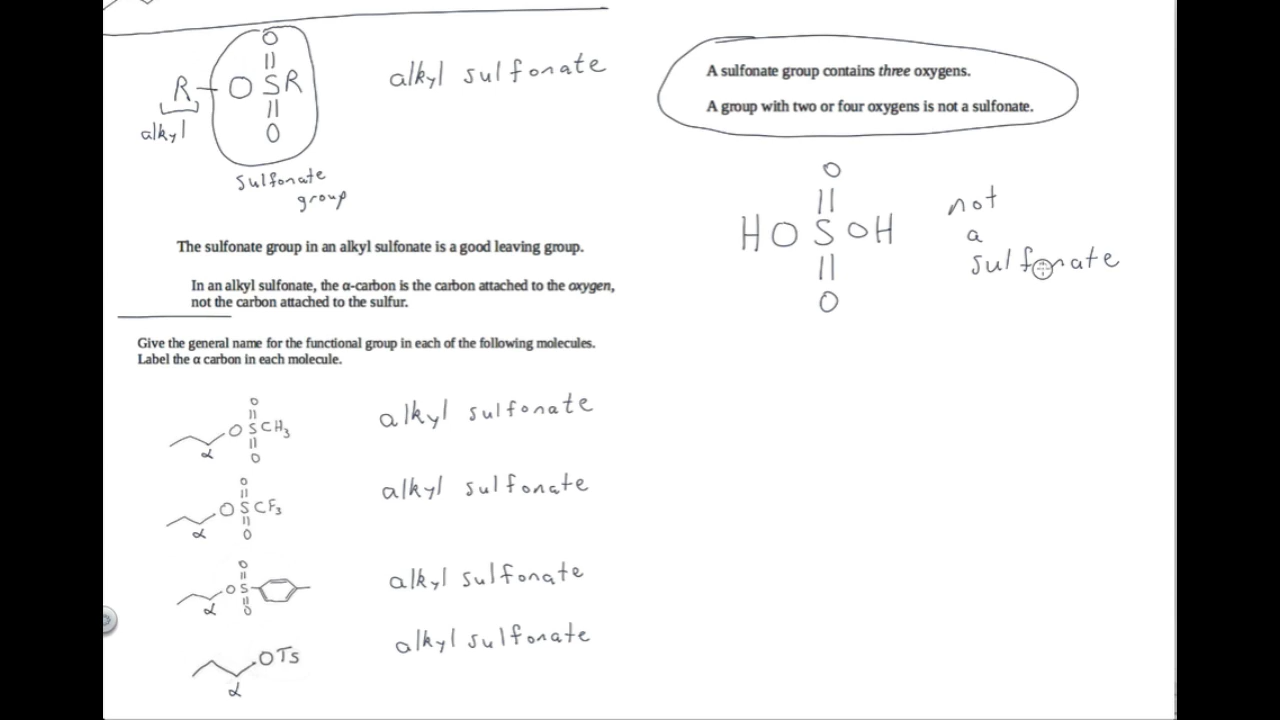 O
||
R-OSR
||
O
alkyl
sulfonate
group
alkyl sulfonate
The sulfonate group in an alkyl sulfonate is a good leaving group.
In an alkyl sulfonate, the α-carbon is the carbon attached to the oxygen,
not the carbon attached to the sulfur.
Give the general name for the functional group in each of the following molecules.
Label the α carbon in each molecule.
O
||
OSCH₃
||
O
α
alkyl sulfonate
O
||
OSCF₃
||
O
α
alkyl sulfonate
O
||
OS
||
O
α
alkyl sulfonate
OTs
α
alkyl sulfonate
A sulfonate group contains three oxygens.
A group with two or four oxygens is not a sulfonate.
O
||
HOSOH
||
O
not
a
sulfonate